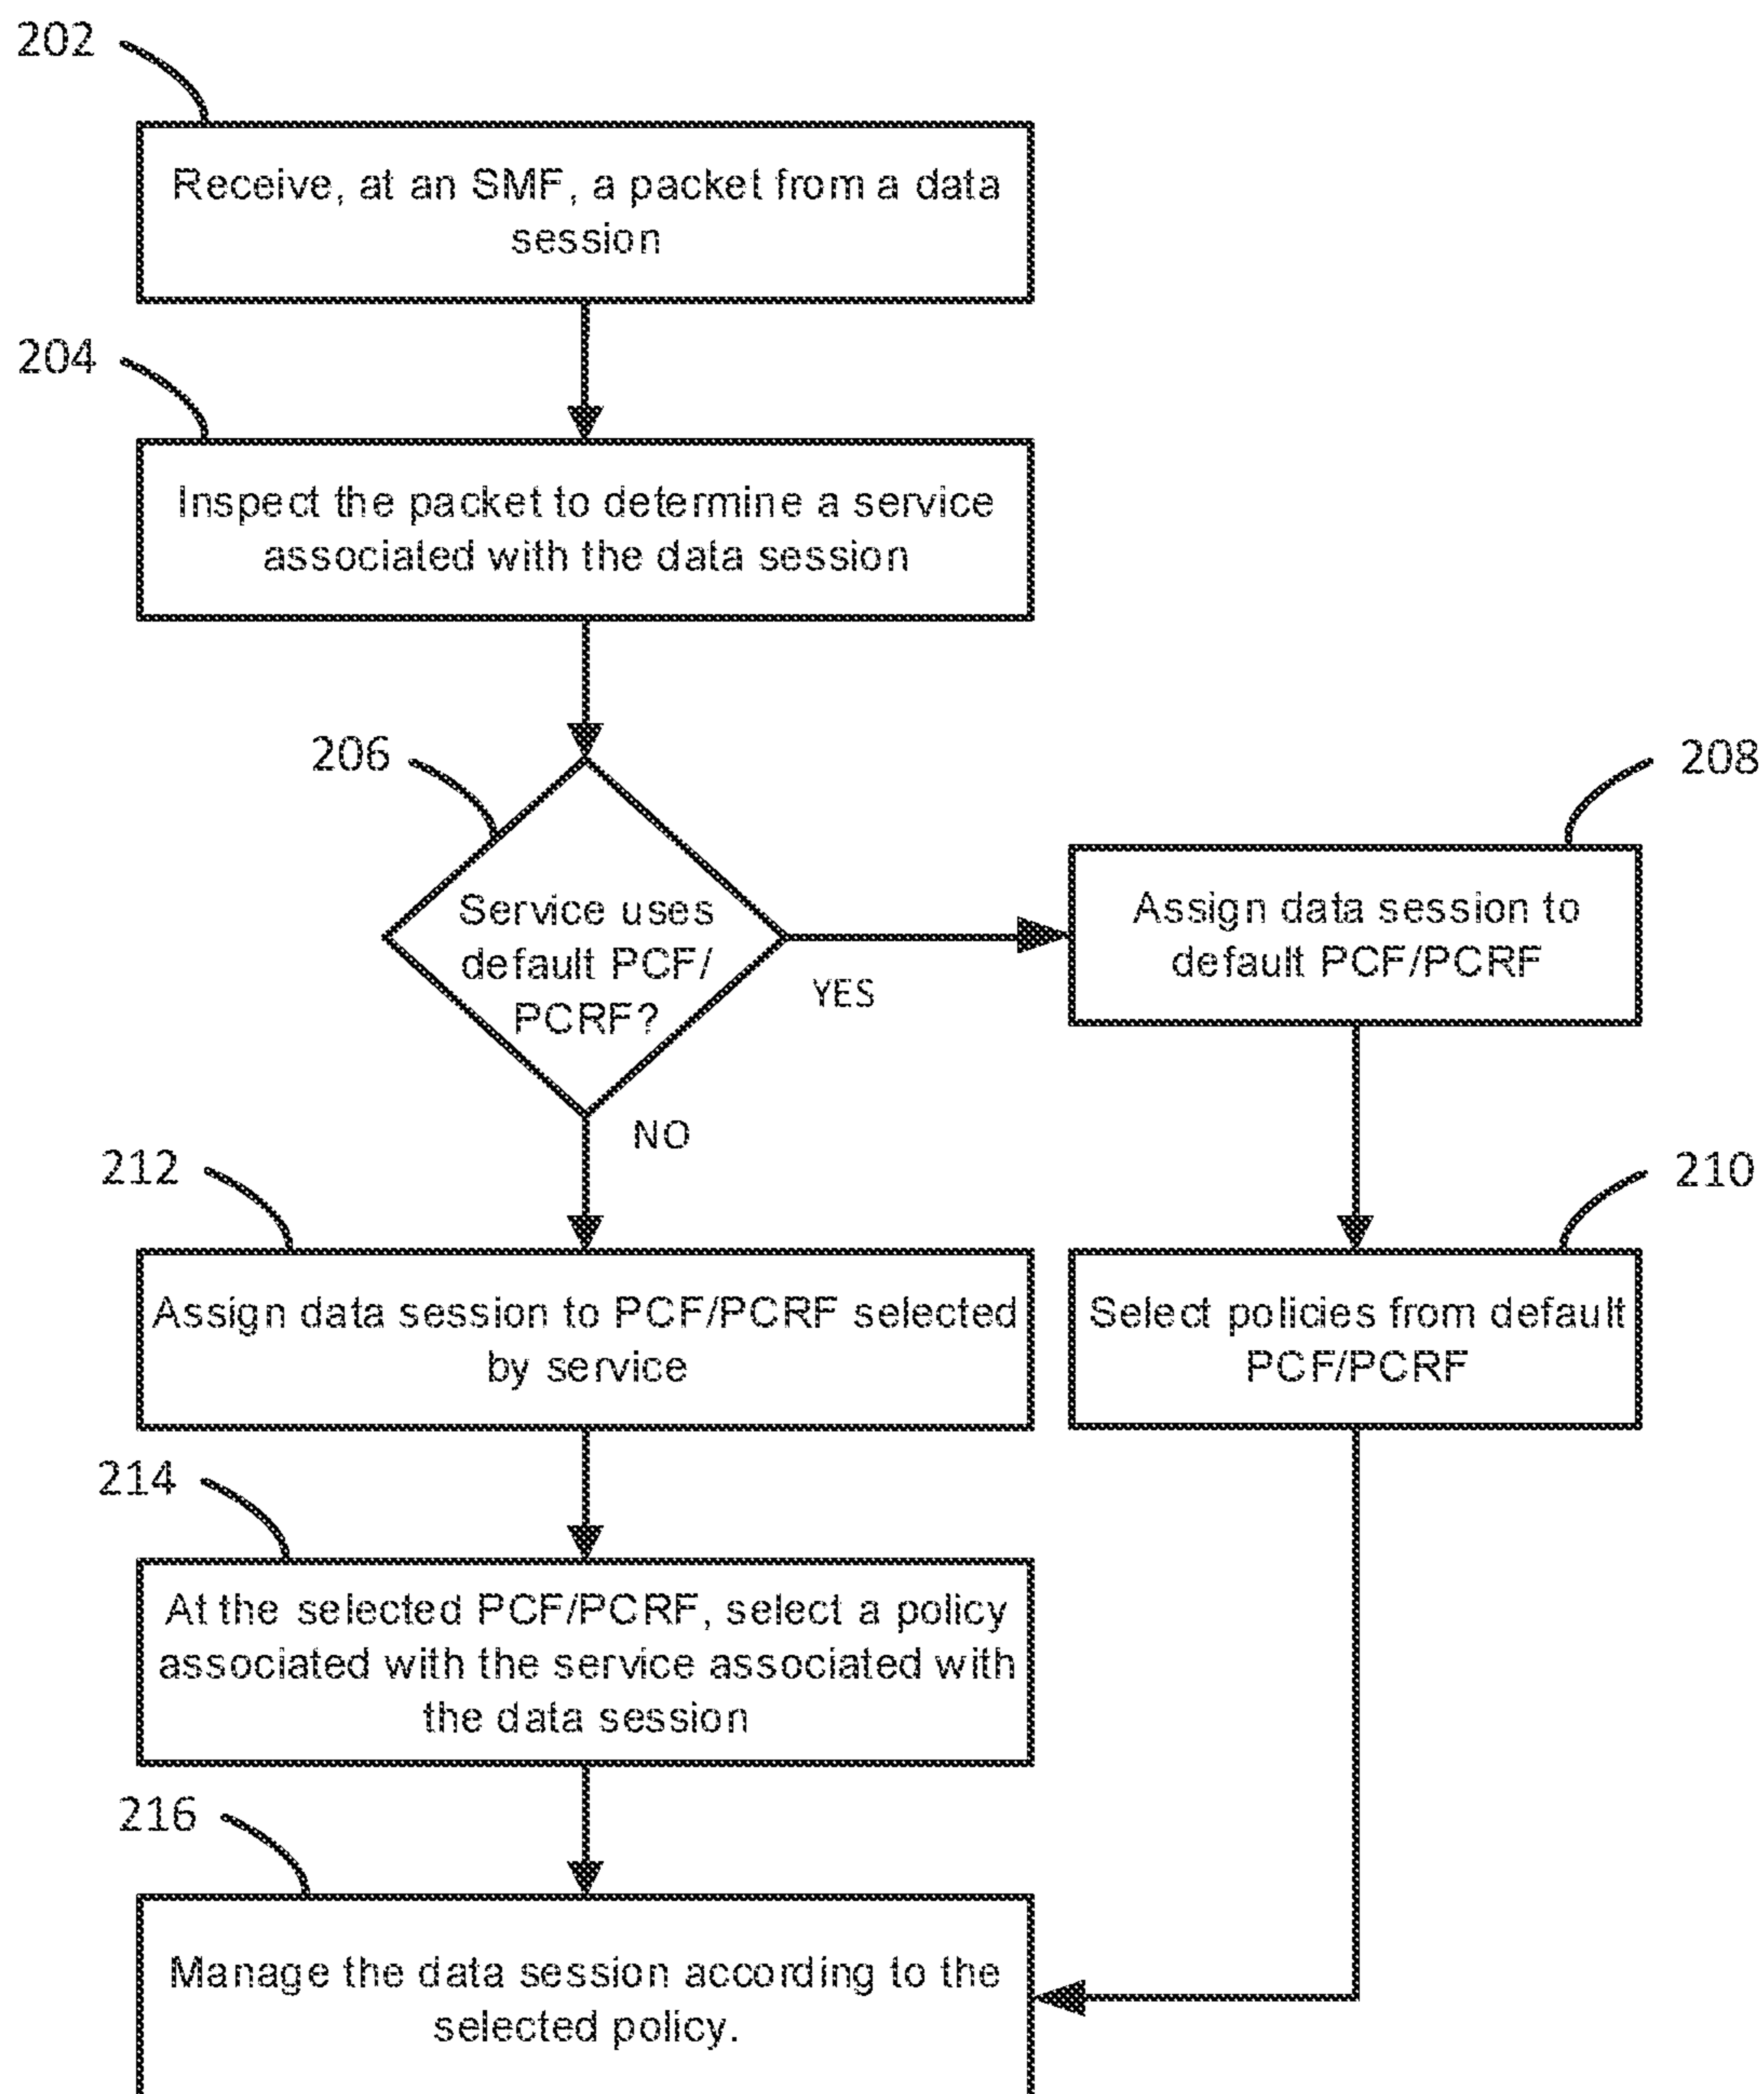 202
Receive, at an SMF, a packet from a data
session
204
Inspect the packet to determine a service
associated with the data session
206
Service uses
default PCF/
PCRF?
YES
NO
208
Assign data session to
default PCF/PCRF
210
Select policies from default
PCF/PCRF
212
Assign data session to PCF/PCRF selected
by service
214
At the selected PCF/PCRF, select a policy
associated with the service associated with
the data session
216
Manage the data session according to the
selected policy.